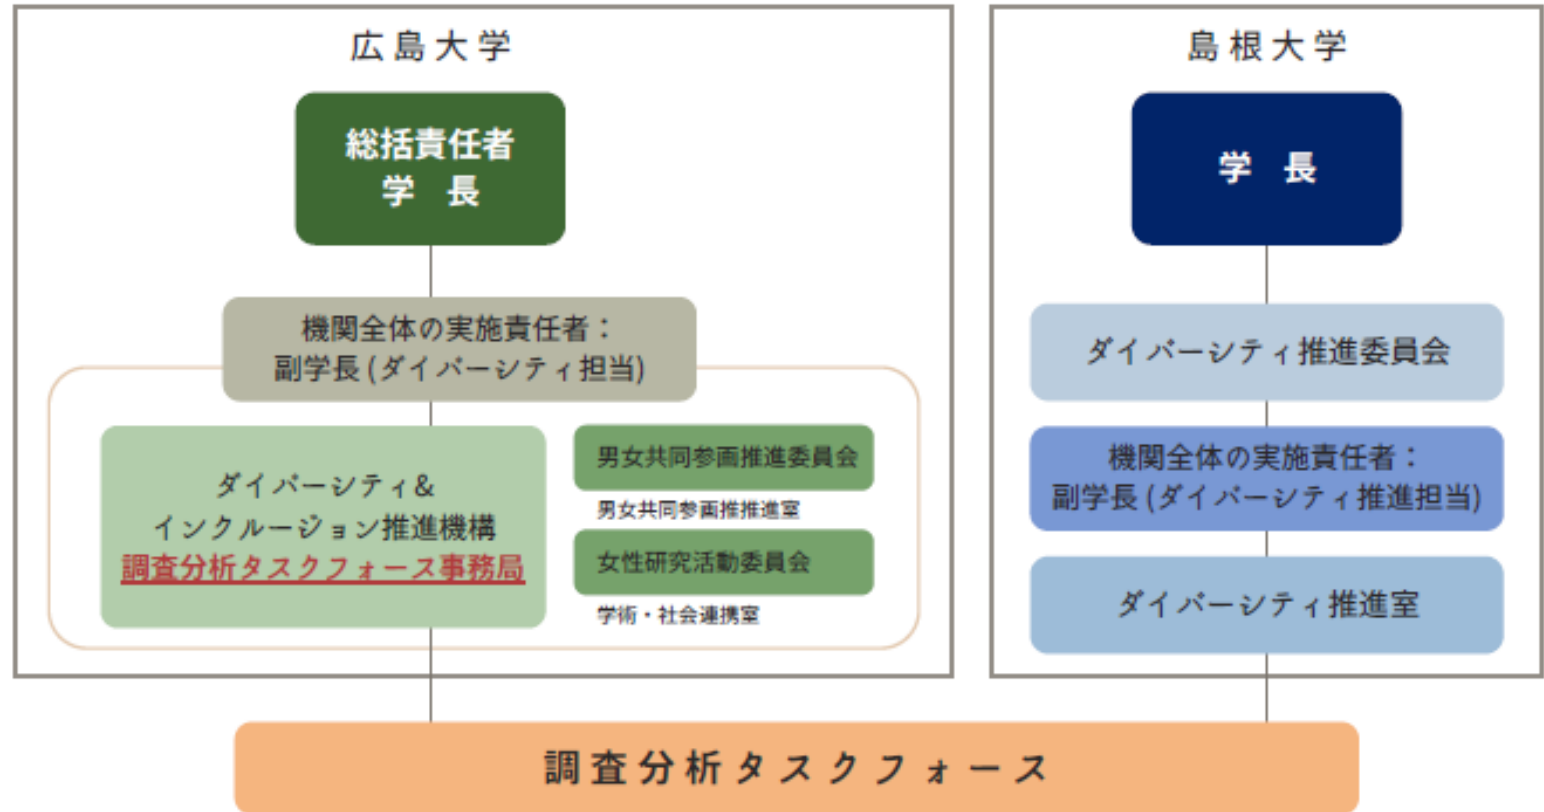 広島大学
総括責任者
学　長
機関全体の実施責任者：
副学長 (ダイバーシティ担当)
ダイバーシティ&
インクルージョン推進機構
調査分析タスクフォース事務局
男女共同参画推進委員会
男女共同参画推推進室
女性研究活動委員会
学術・社会連携室
島根大学
学　長
ダイバーシティ推進委員会
機関全体の実施責任者：
副学長 (ダイバーシティ推進担当)
ダイバーシティ推進室
調査分析タスクフォース